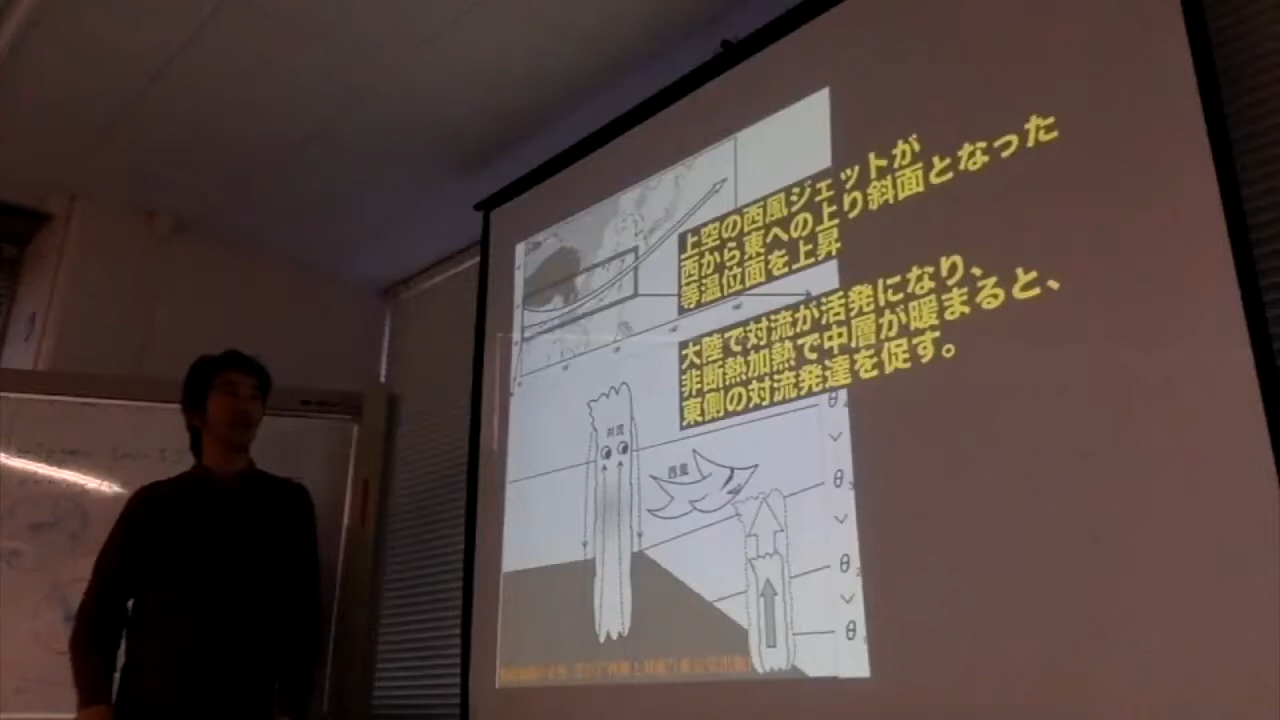 上空の西風ジェットが
西から東への上り斜面となった
等温位面を上昇
大陸で対流が活発になり、
非断熱加熱で中層が暖まると、
東側の対流発達を促す。
対流
西風
θ
∨
θ
∨
θ₂
∨
θ